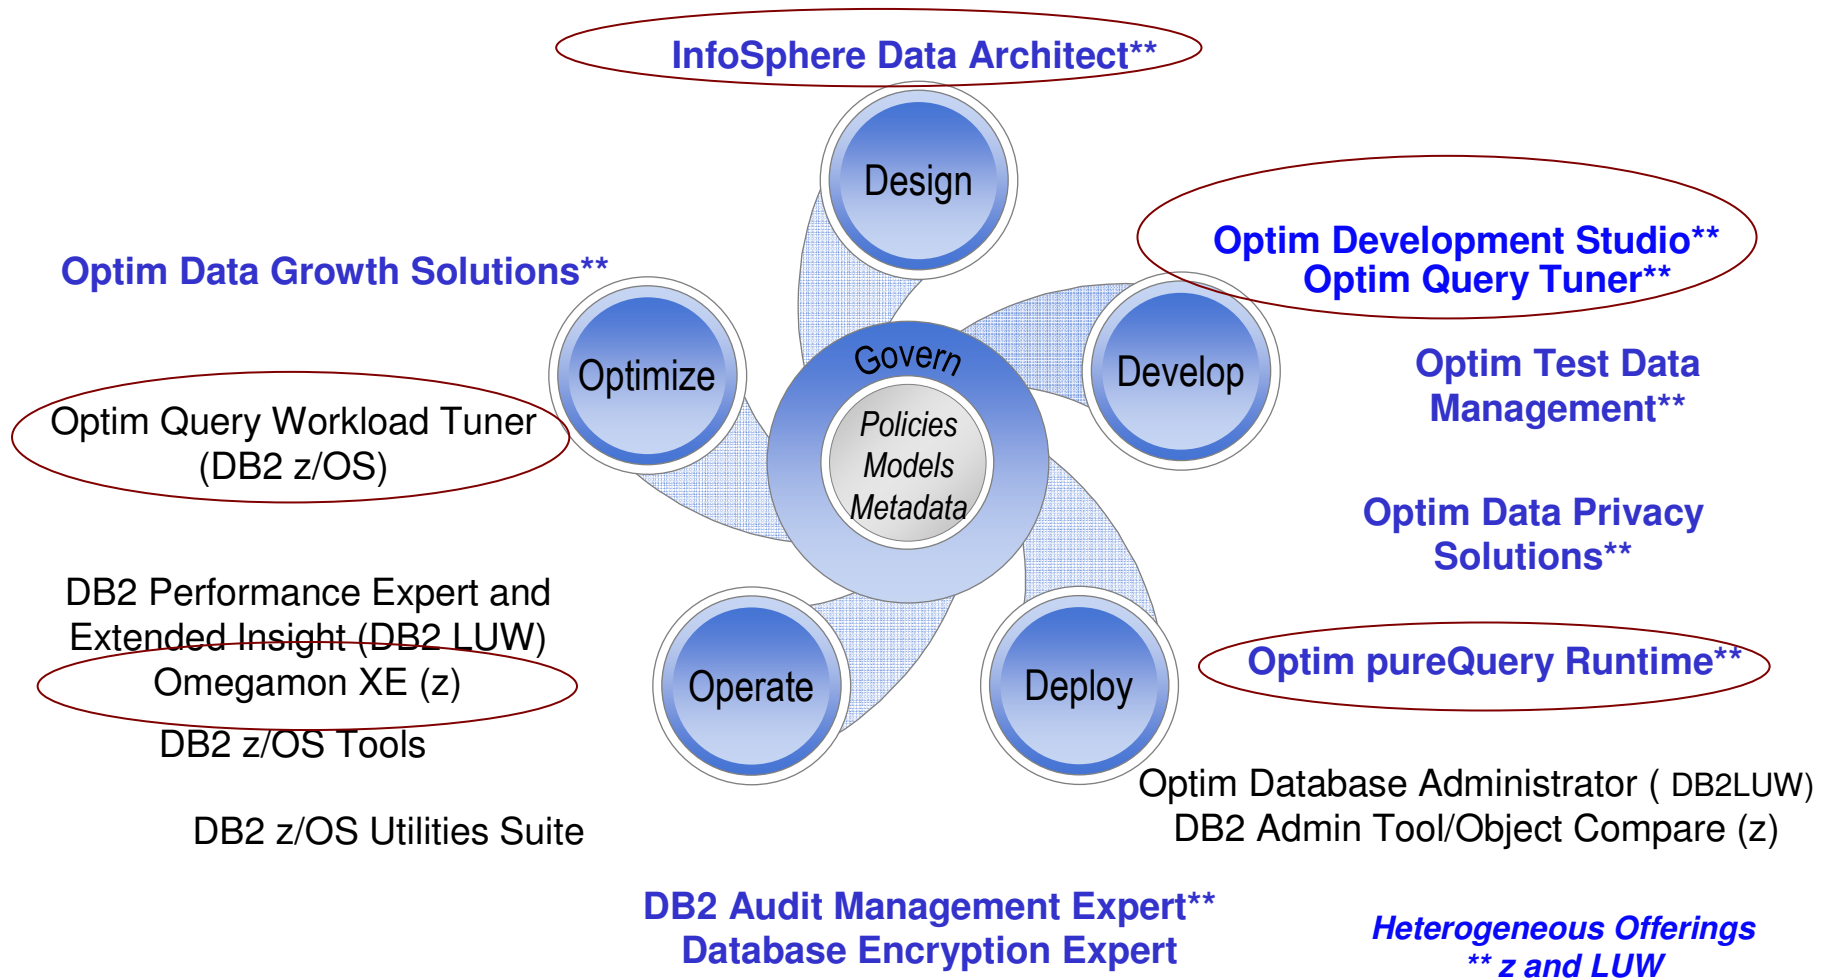 InfoSphere Data Architect**
Design
Optim Development Studio**
Optim Query Tuner**
Optim Data Growth Solutions**
Optimize
Govern
Develop
Optim Test Data
Management**
Policies
Models
Metadata
Optim Query Workload Tuner
(DB2 z/OS)
Optim Data Privacy
Solutions**
DB2 Performance Expert and
Extended Insight (DB2 LUW)
Omegamon XE (z)
DB2 z/OS Tools
Operate
Deploy
Optim pureQuery Runtime**
Optim Database Administrator ( DB2LUW)
DB2 Admin Tool/Object Compare (z)
DB2 z/OS Utilities Suite
DB2 Audit Management Expert**
Database Encryption Expert
Heterogeneous Offerings
** z and LUW